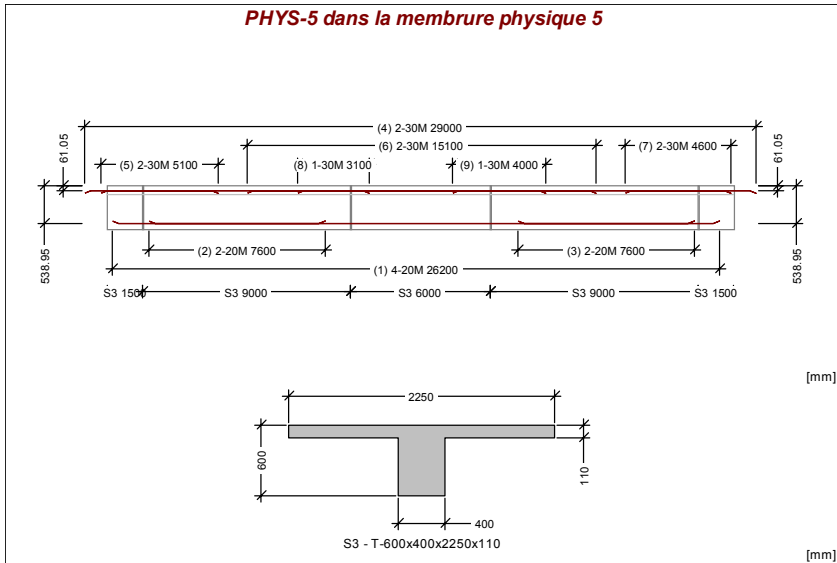 PHYS-5 dans la membrure physique 5
(4) 2-30M 29000
(6) 2-30M 15100
61.05
(5) 2-30M 5100
(8) 1-30M 3100
(9) 1-30M 4000
(7) 2-30M 4600
61.05
538.95
538.95
(2) 2-20M 7600
(3) 2-20M 7600
(1) 4-20M 26200
S3 1500
S3 9000
S3 6000
S3 9000
S3 1500
[mm]
2250
600
110
400
S3 - T-600x400x2250x110
[mm]